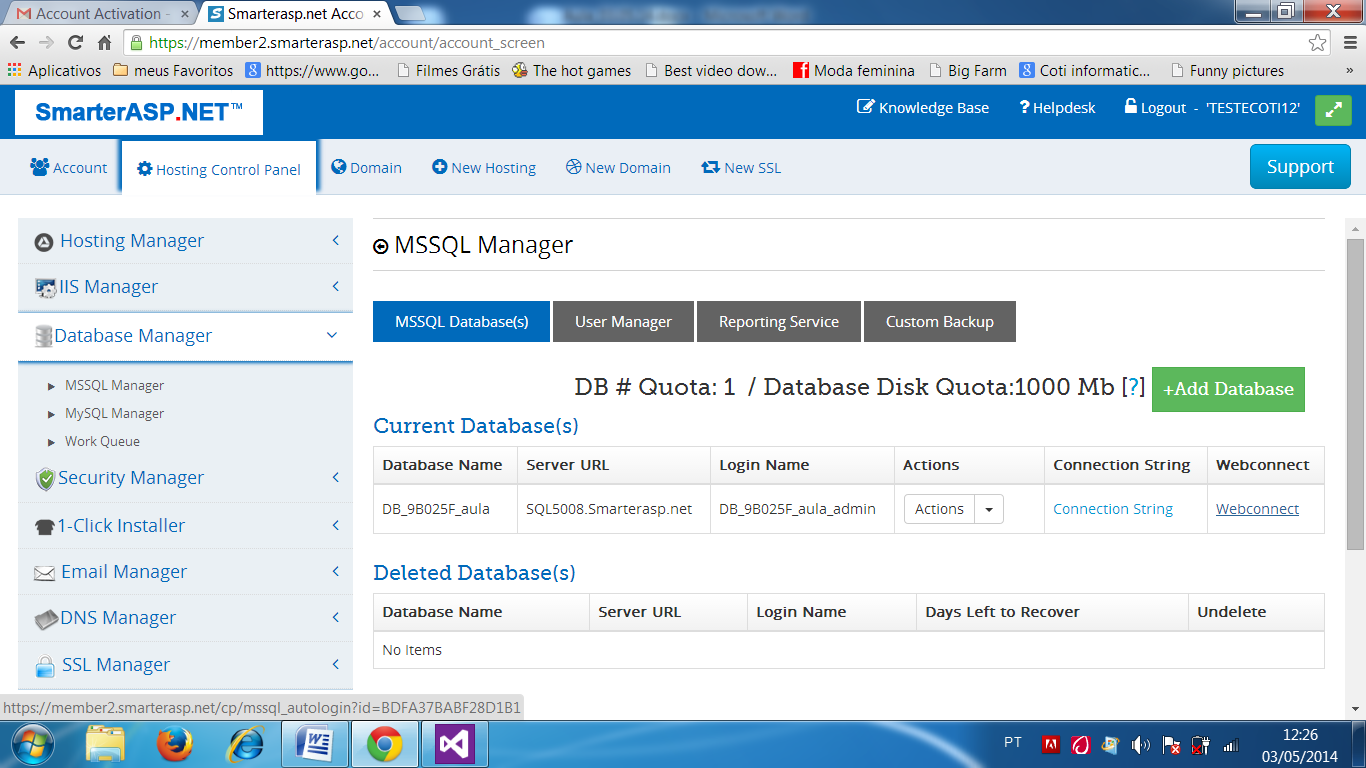 Account Activation -
Smarterasp.net Acco
https://member2.smarterasp.net/account/account_screen
Aplicativos
meus Favoritos
https://www.go...
Filmes Grátis
The hot games
Best video dow...
Moda feminina
Big Farm
Coti informatic...
Funny pictures
»
SmarterASP.NET™
Knowledge Base
Helpdesk
Logout - 'TESTECOTI12'
Account
Hosting Control Panel
Domain
New Hosting
New Domain
New SSL
Support
Hosting Manager
IIS Manager
Database Manager
MSSQL Manager
MySQL Manager
Work Queue
Security Manager
1-Click Installer
Email Manager
DNS Manager
SSL Manager
MSSQL Manager
MSSQL Database(s)
User Manager
Reporting Service
Custom Backup
DB # Quota: 1 / Database Disk Quota:1000 Mb [?]
+Add Database
Current Database(s)
Database Name Server URL Login Name Actions Connection String Webconnect
DB_9B025F_aula SQL5008.Smarterasp.net DB_9B025F_aula_admin Actions Connection String Webconnect
Deleted Database(s)
Database Name Server URL Login Name Days Left to Recover Undelete
No Items
https://member2.smarterasp.net/cp/mssql_autologin?id=BDFA37BABF28D1B1
PT
12:26
03/05/2014